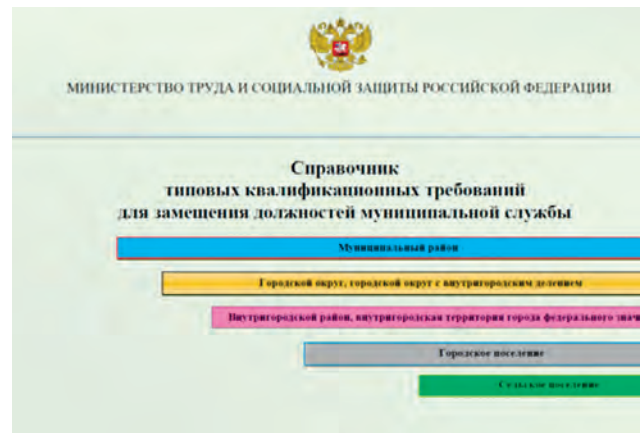 МИНИСТЕРСТВО ТРУДА И СОЦИАЛЬНОЙ ЗАЩИТЫ РОССИЙСКОЙ ФЕДЕРАЦИИ
Справочник
типовых квалификационных требований
для замещения должностей муниципальной службы
Муниципальный район
Городской округ, городской округ с внутригородским делением
Внутригородской район, внутригородская территория города федерального знач
Городское поселение
Сельское поселение